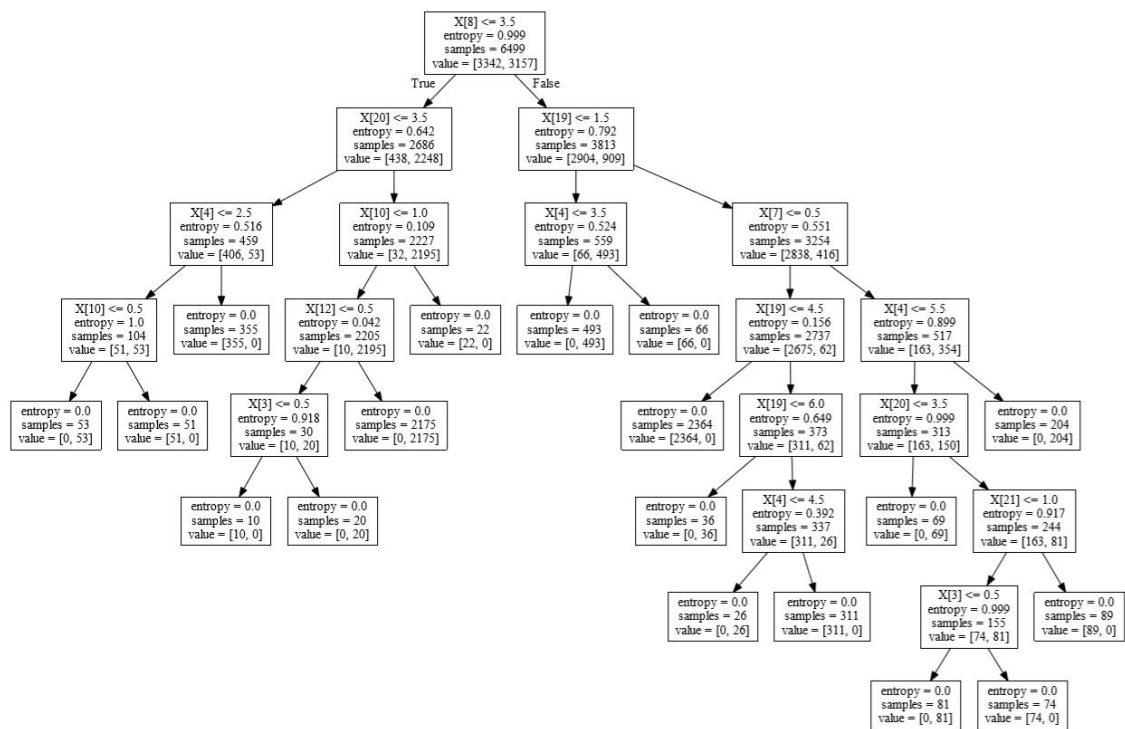 X[8] <= 3.5
entropy = 0.999
samples = 6499
value = [3342, 3157]
True
False
X[20] <= 3.5
entropy = 0.642
samples = 2686
value = [438, 2248]
X[19] <= 1.5
entropy = 0.792
samples = 3813
value = [2904, 909]
X[4] <= 2.5
entropy = 0.516
samples = 459
value = [406, 53]
X[10] <= 1.0
entropy = 0.109
samples = 2227
value = [32, 2195]
X[4] <= 3.5
entropy = 0.524
samples = 559
value = [66, 493]
X[7] <= 0.5
entropy = 0.551
samples = 3254
value = [2838, 416]
X[10] <= 0.5
entropy = 1.0
samples = 104
value = [51, 53]
entropy = 0.0
samples = 355
value = [355, 0]
X[12] <= 0.5
entropy = 0.042
samples = 2205
value = [10, 2195]
entropy = 0.0
samples = 22
value = [22, 0]
entropy = 0.0
samples = 493
value = [0, 493]
entropy = 0.0
samples = 66
value = [66, 0]
X[19] <= 4.5
entropy = 0.156
samples = 2737
value = [2675, 62]
X[4] <= 5.5
entropy = 0.899
samples = 517
value = [163, 354]
entropy = 0.0
samples = 53
value = [0, 53]
entropy = 0.0
samples = 51
value = [51, 0]
X[3] <= 0.5
entropy = 0.918
samples = 30
value = [10, 20]
entropy = 0.0
samples = 2175
value = [0, 2175]
entropy = 0.0
samples = 2364
value = [2364, 0]
X[19] <= 6.0
entropy = 0.649
samples = 373
value = [311, 62]
X[20] <= 3.5
entropy = 0.999
samples = 313
value = [163, 150]
entropy = 0.0
samples = 204
value = [0, 204]
entropy = 0.0
samples = 10
value = [10, 0]
entropy = 0.0
samples = 20
value = [0, 20]
entropy = 0.0
samples = 36
value = [0, 36]
X[4] <= 4.5
entropy = 0.392
samples = 337
value = [311, 26]
entropy = 0.0
samples = 69
value = [0, 69]
X[21] <= 1.0
entropy = 0.917
samples = 244
value = [163, 81]
entropy = 0.0
samples = 26
value = [0, 26]
entropy = 0.0
samples = 311
value = [311, 0]
X[3] <= 0.5
entropy = 0.999
samples = 155
value = [74, 81]
entropy = 0.0
samples = 89
value = [89, 0]
entropy = 0.0
samples = 81
value = [0, 81]
entropy = 0.0
samples = 74
value = [74, 0]